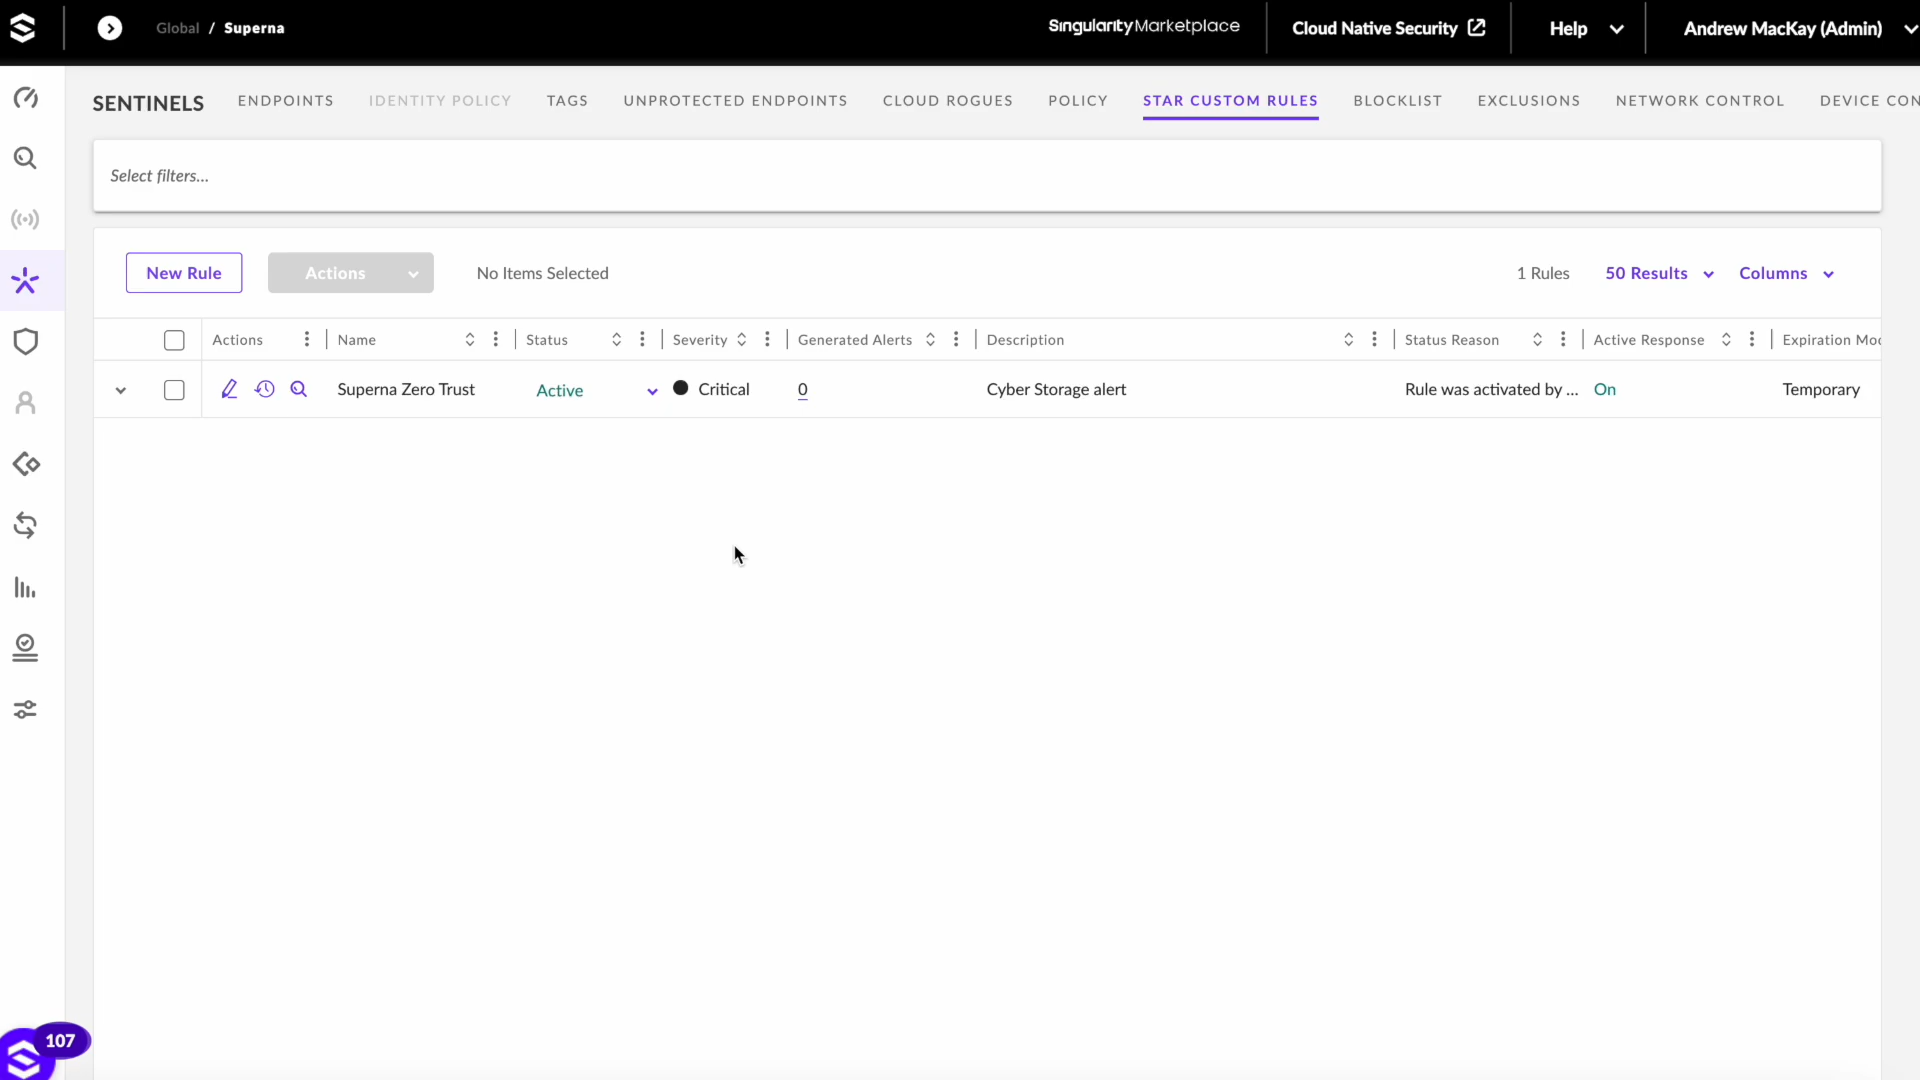 Global / Superna
Singularity Marketplace
Cloud Native Security
Help
Andrew MacKay (Admin)
SENTINELS
ENDPOINTS
IDENTITY POLICY
TAGS
UNPROTECTED ENDPOINTS
CLOUD ROGUES
POLICY
STAR CUSTOM RULES
BLOCKLIST
EXCLUSIONS
NETWORK CONTROL
DEVICE CON
Select filters...
New Rule
Actions
No Items Selected
1 Rules
50 Results
Columns
Actions
Name
Status
Severity
Generated Alerts
Description
Status Reason
Active Response
Expiration Moc
Superna Zero Trust
Active
Critical
0
Cyber Storage alert
Rule was activated by ...
On
Temporary
107